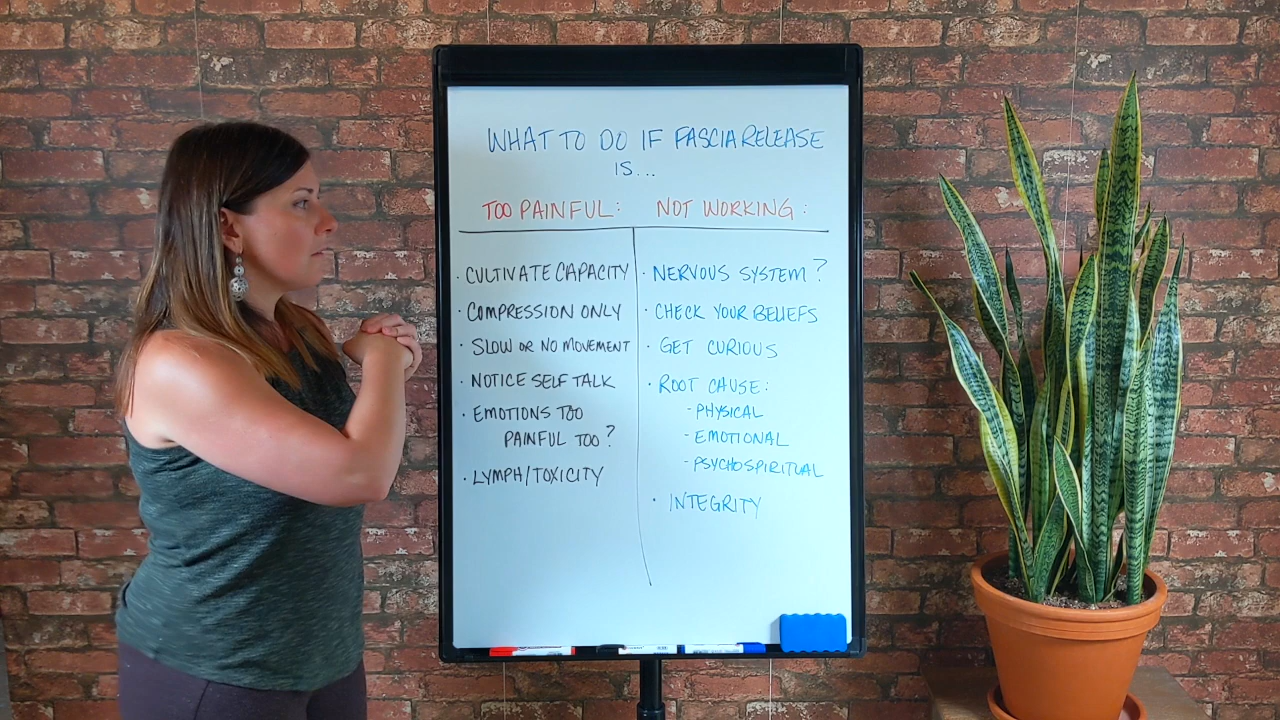 WHAT TO DO IF FASCIA RELEASE
IS...
TOO PAINFUL:
· CULTIVATE CAPACITY
· COMPRESSION ONLY
· SLOW OR NO MOVEMENT
· NOTICE SELF TALK
· EMOTIONS TOO
PAINFUL TOO?
· LYMPH/TOXICITY
NOT WORKING:
· NERVOUS SYSTEM?
· CHECK YOUR BELIEFS
· GET CURIOUS
· ROOT CAUSE:
- PHYSICAL
- EMOTIONAL
- PSYCHOSPIRITUAL
· INTEGRITY